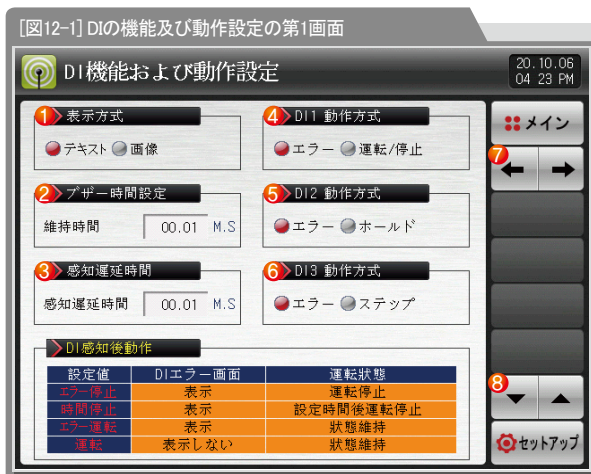 [図12-1] DIの機能及び動作設定の第1画面
DI機能および動作設定
20.10.06
04 23 PM
1 表示方式
テキスト 画像
2 ブザー時間設定
維持時間 00.01 M.S
3 感知遅延時間
感知遅延時間 00.01 M.S
4 DI1 動作方式
エラー 運転/停止
5 DI2 動作方式
エラー ホールド
6 DI3 動作方式
エラー ステップ
DI感知後動作
設定値 DIエラー画面 運転状態
エラー停止 表示 運転停止
時間停止 表示 設定時間後運転停止
エラー運転 表示 状態維持
運転 表示しない 状態維持
メイン
7
8
セットアップ